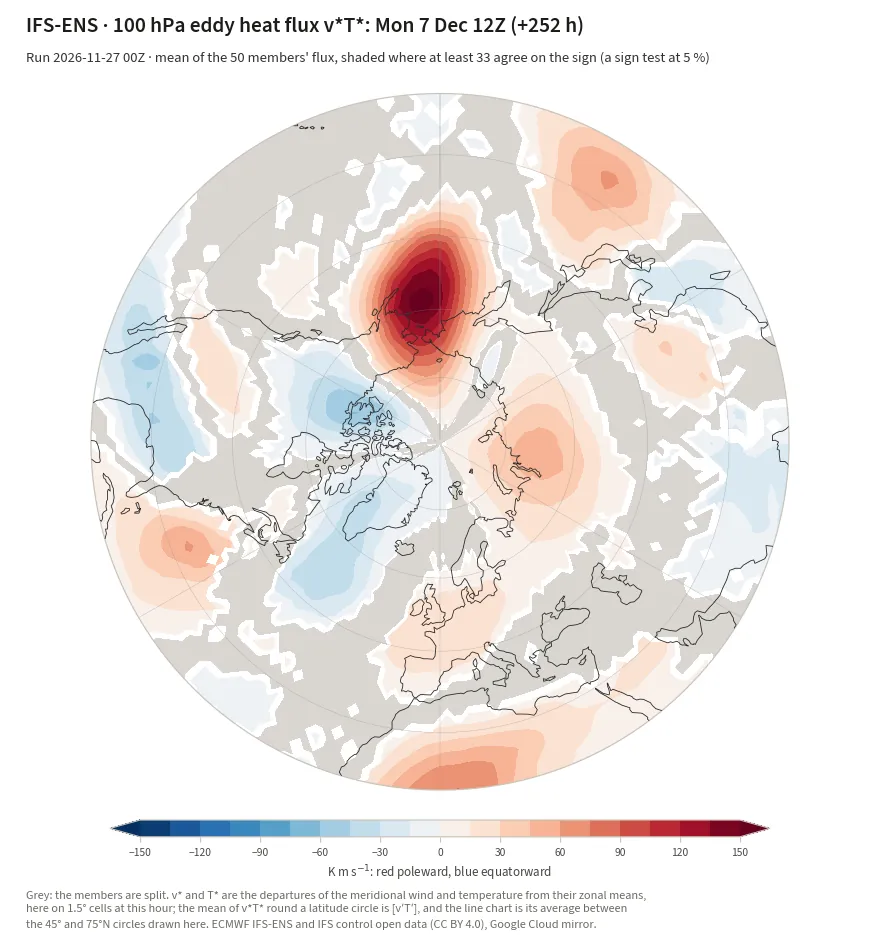 IFS-ENS · 100 hPa eddy heat flux v*T*: Mon 7 Dec 12Z (+252 h)
Run 2026-11-27 00Z · mean of the 50 members' flux, shaded where at least 33 agree on the sign (a sign test at 5 %)
−150 −120 −90 −60 −30 0 30 60 90 120 150
K m s⁻¹: red poleward, blue equatorward
Grey: the members are split. v* and T* are the departures of the meridional wind and temperature from their zonal means,
here on 1.5° cells at this hour; the mean of v*T* round a latitude circle is [v′T′], and the line chart is its average between
the 45° and 75°N circles drawn here. ECMWF IFS-ENS and IFS control open data (CC BY 4.0), Google Cloud mirror.